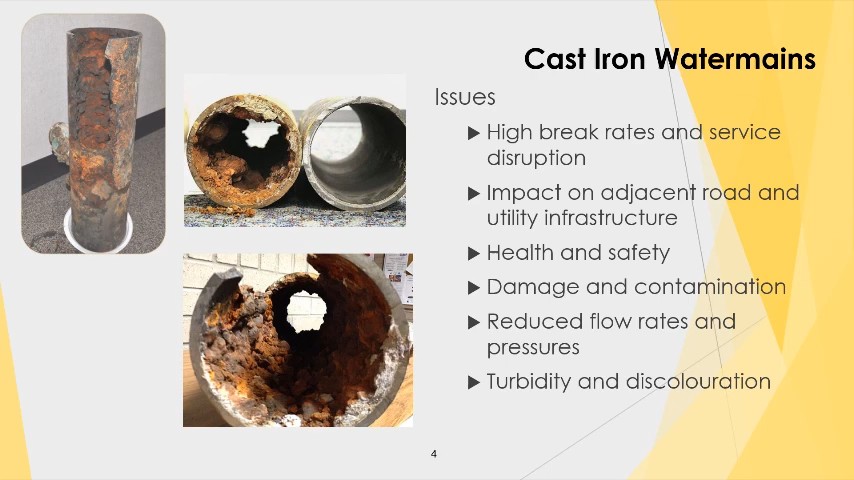 Cast Iron Watermains
Issues
High break rates and service
disruption
Impact on adjacent road and
utility infrastructure
Health and safety
Damage and contamination
Reduced flow rates and
pressures
Turbidity and discolouration
4